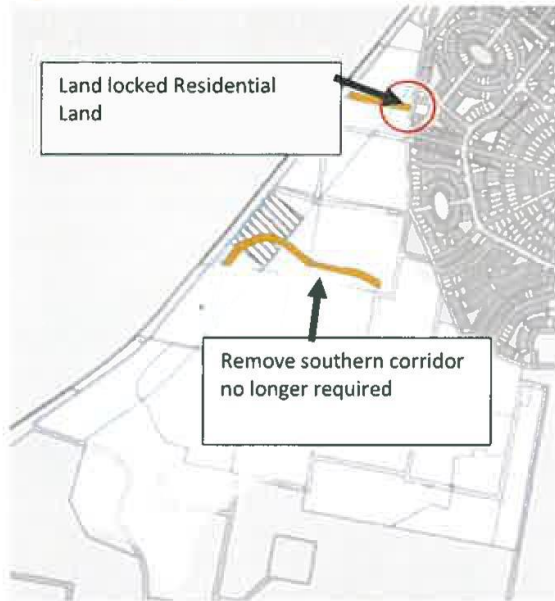 Land locked Residential
Land
Remove southern corridor
no longer required